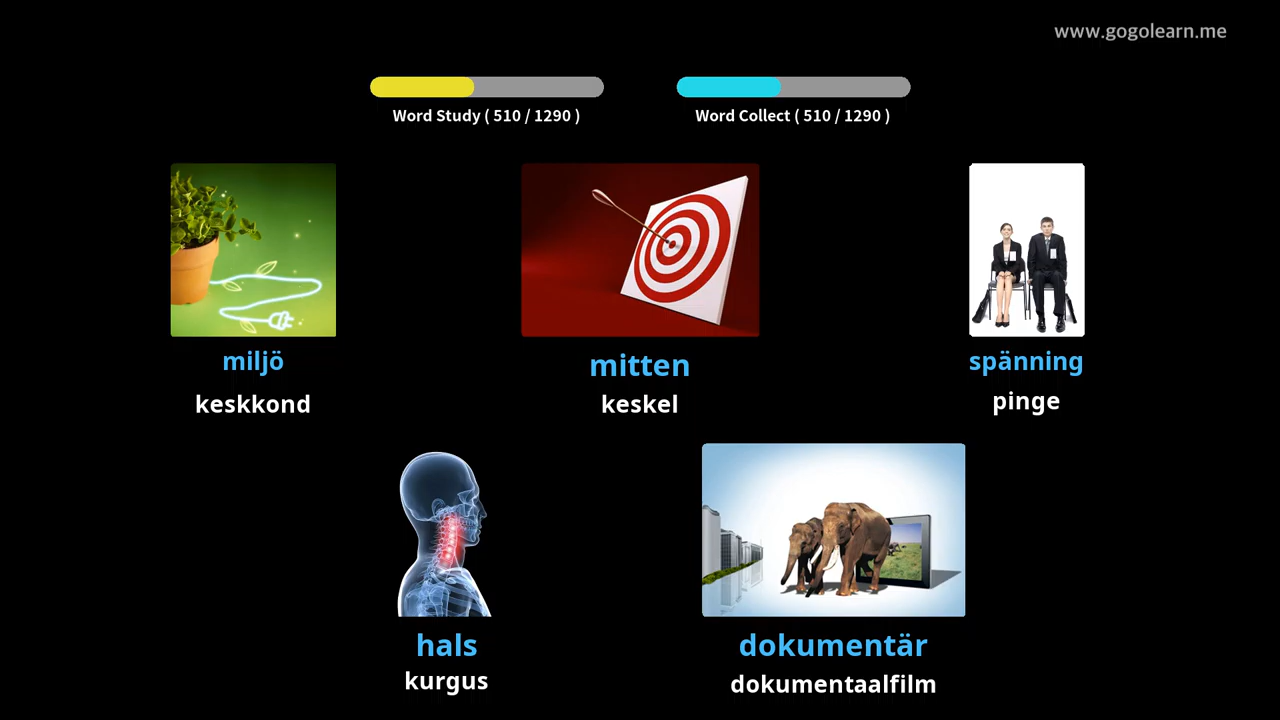 www.gogolearn.me
Word Study ( 510 / 1290 )
Word Collect ( 510 / 1290 )
miljö
keskkond
mitten
keskel
spänning
pinge
hals
kurgus
dokumentär
dokumentaalfilm